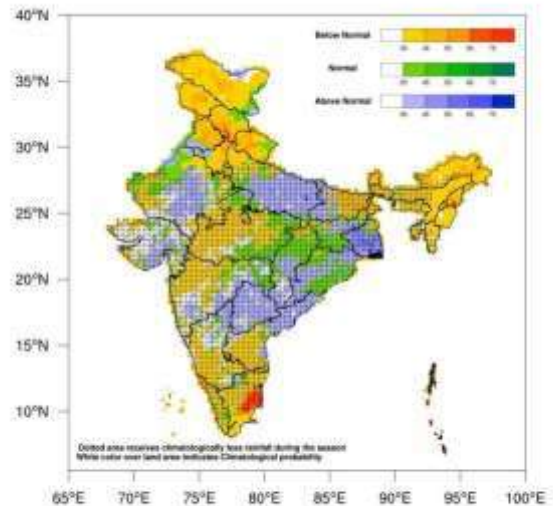 40°N
35°N
30°N
25°N
20°N
15°N
10°N
65°E 70°E 75°E 80°E 85°E 90°E 95°E 100°E
Below Normal
Normal
Above Normal
Dotted area receives climatologically less rainfall during the season
White color over land area indicates Climatological probability